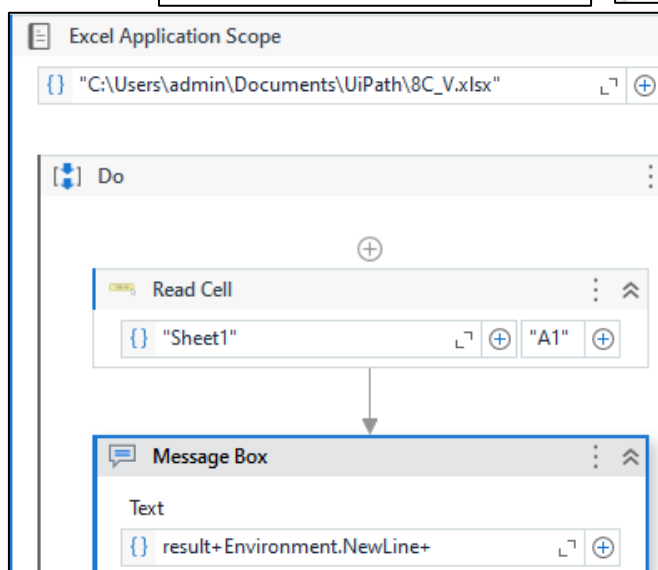 Excel Application Scope
"C:\Users\admin\Documents\UiPath\8C_V.xlsx"
Do
Read Cell
"Sheet1" "A1"
Message Box
Text
result+Environment.NewLine+